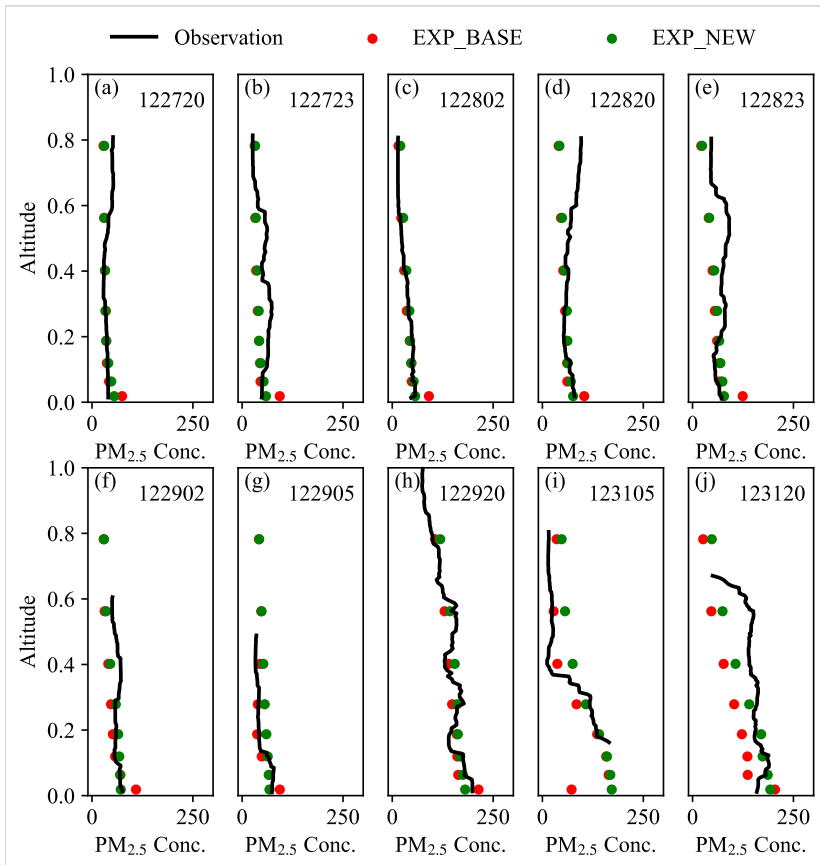 Observation EXP_BASE EXP_NEW
(a) 122720 (b) 122723 (c) 122802 (d) 122820 (e) 122823
1.0
0.8
0.6
0.4
0.2
0.0
Altitude
0 250 0 250 0 250 0 250 0 250
PM2.5 Conc. PM2.5 Conc. PM2.5 Conc. PM2.5 Conc. PM2.5 Conc.
(f) 122902 (g) 122905 (h) 122920 (i) 123105 (j) 123120
1.0
0.8
0.6
0.4
0.2
0.0
Altitude
0 250 0 250 0 250 0 250 0 250
PM2.5 Conc. PM2.5 Conc. PM2.5 Conc. PM2.5 Conc. PM2.5 Conc.